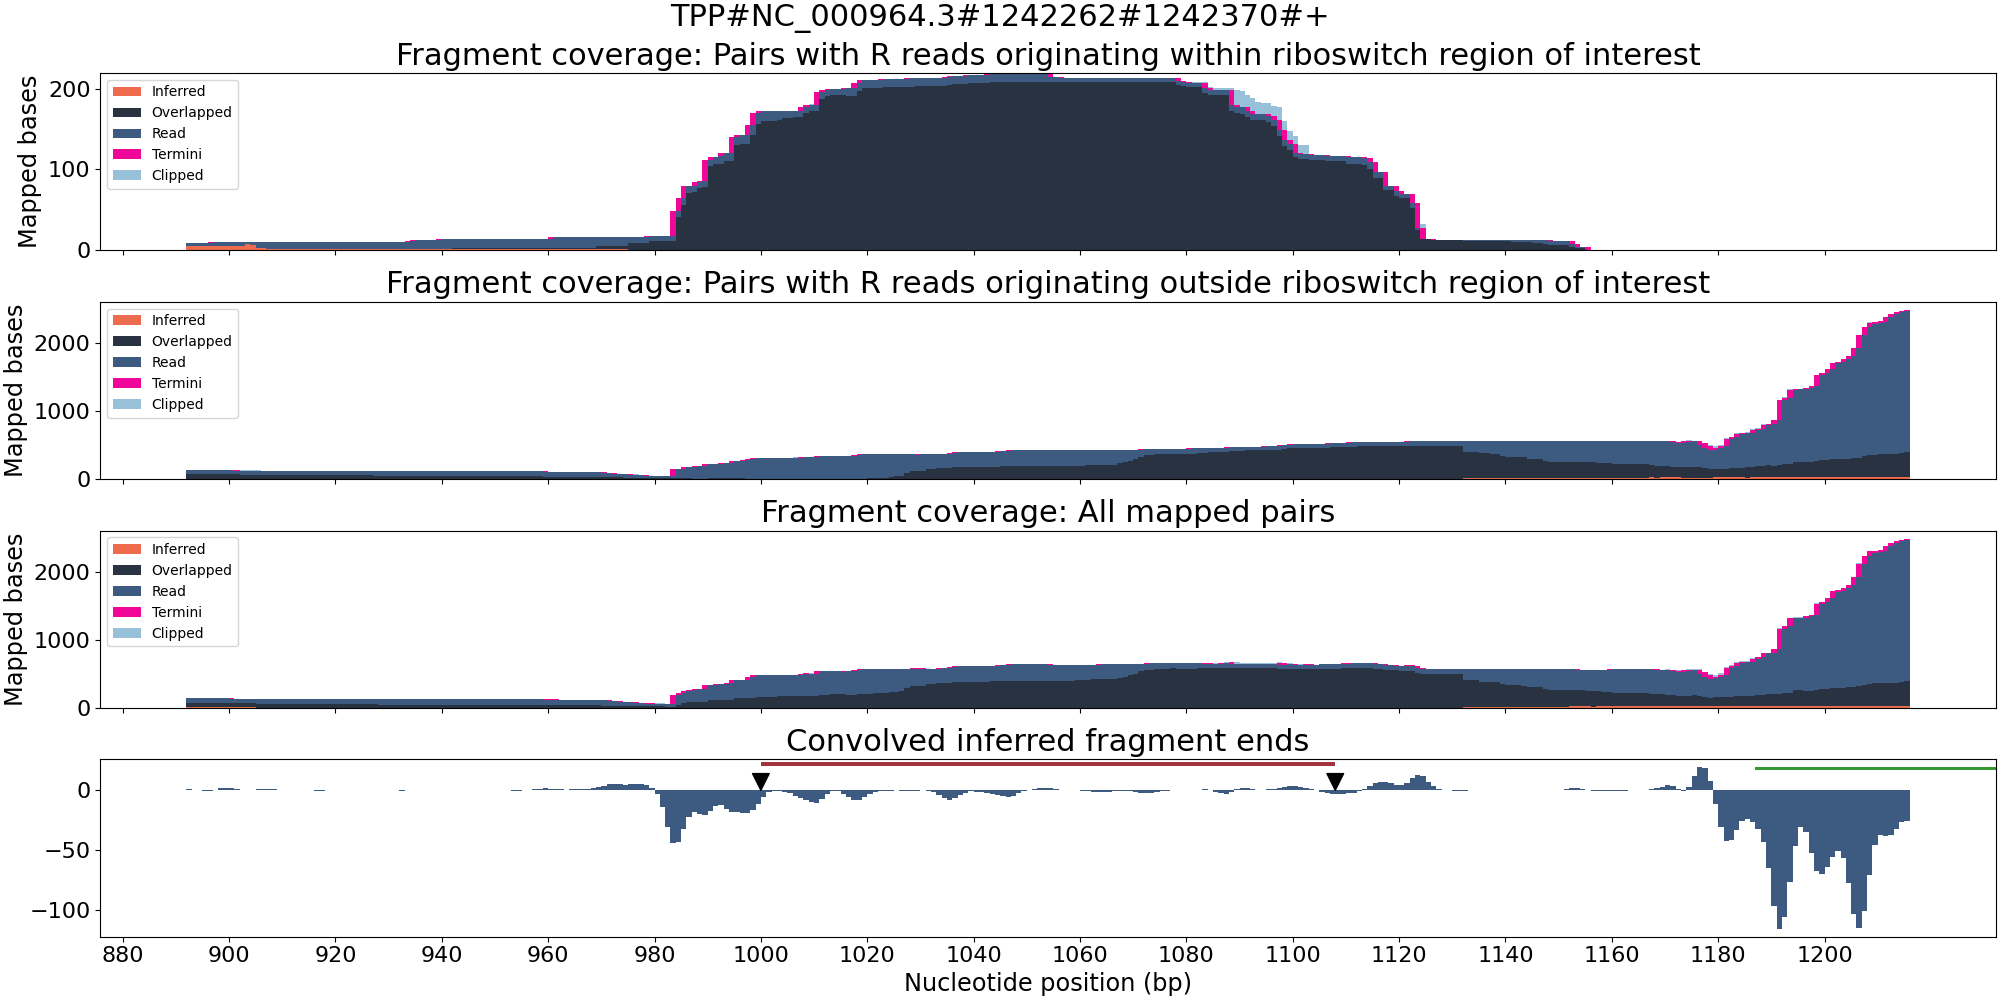 TPP#NC_000964.3#1242262#1242370#+
Fragment coverage: Pairs with R reads originating within riboswitch region of interest
Mapped bases
200
100
0
Inferred
Overlapped
Read
Termini
Clipped
Fragment coverage: Pairs with R reads originating outside riboswitch region of interest
Mapped bases
2000
1000
0
Inferred
Overlapped
Read
Termini
Clipped
Fragment coverage: All mapped pairs
Mapped bases
2000
1000
0
Inferred
Overlapped
Read
Termini
Clipped
Convolved inferred fragment ends
0
−50
−100
880 900 920 940 960 980 1000 1020 1040 1060 1080 1100 1120 1140 1160 1180 1200
Nucleotide position (bp)